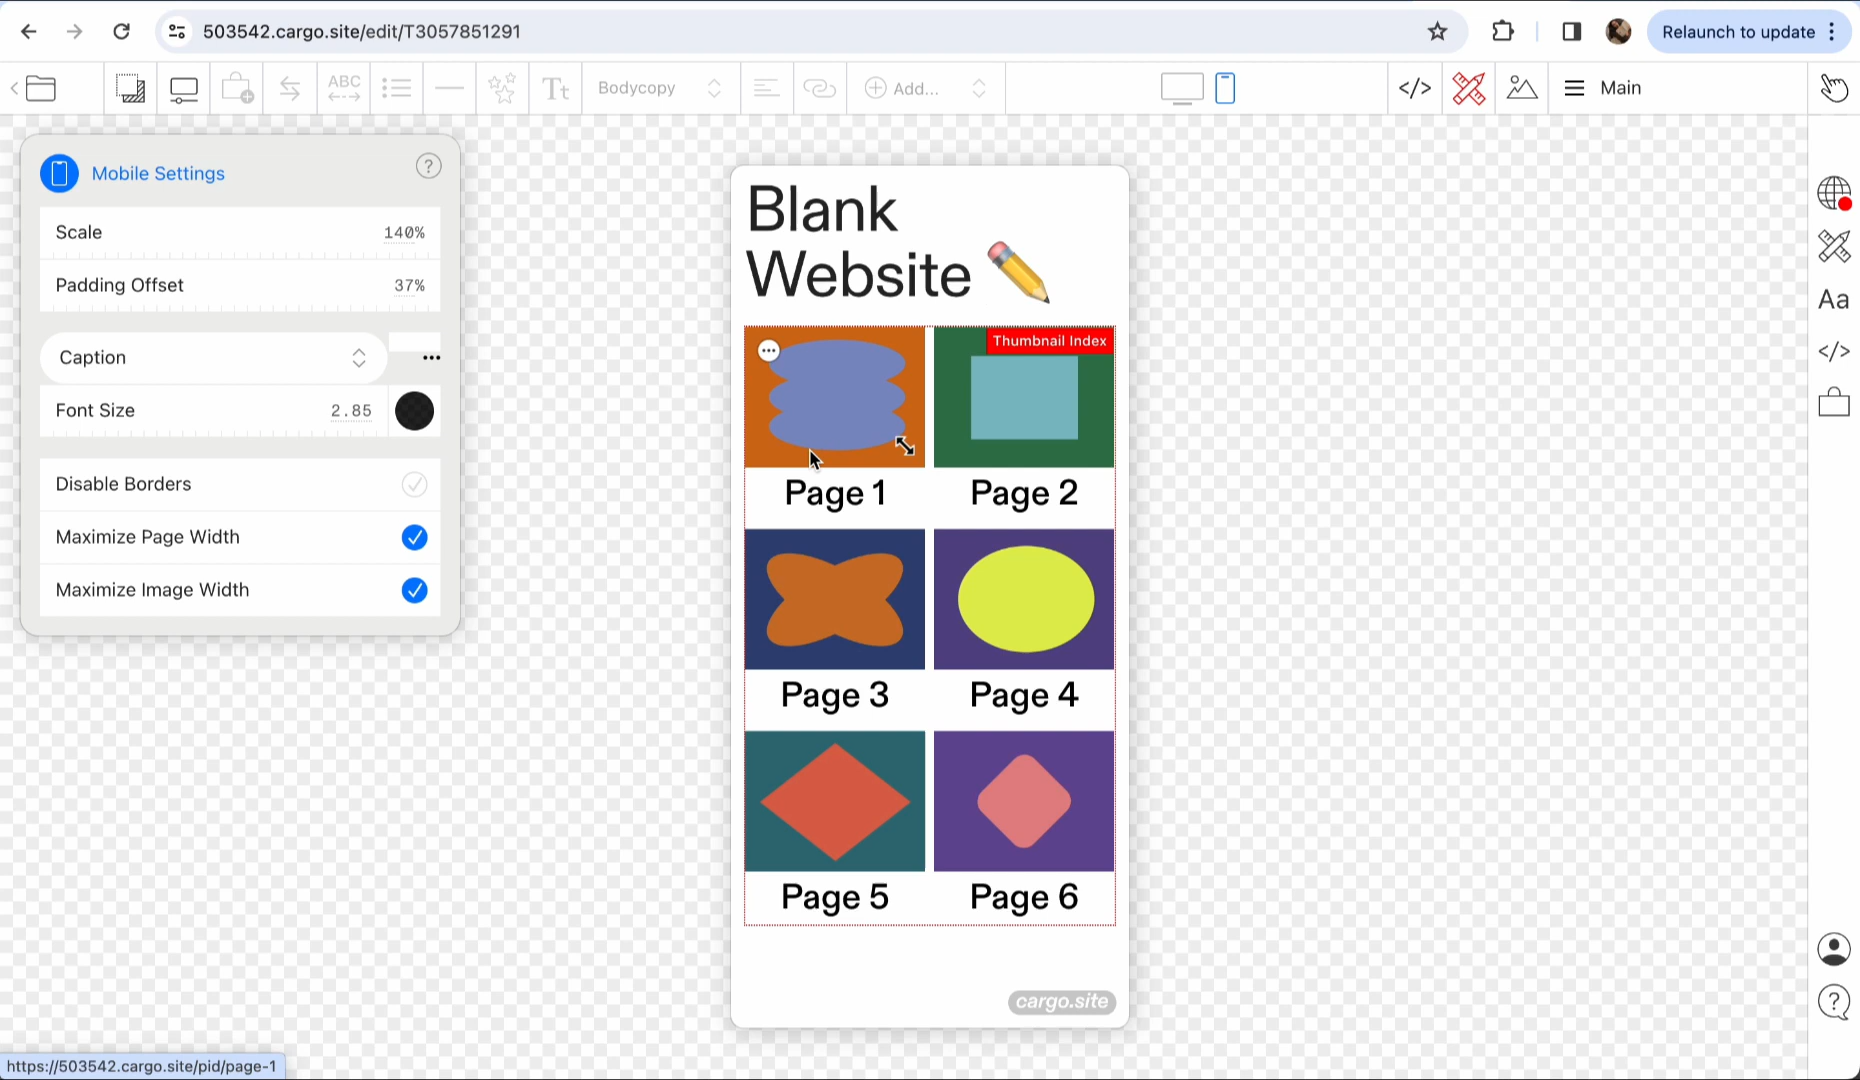 503542.cargo.site/edit/T3057851291
Relaunch to update
ABC
Tt
Bodycopy
Add...
</>
Main
Mobile Settings
?
Scale
140%
Padding Offset
37%
Caption
Font Size
2.85
Disable Borders
Maximize Page Width
Maximize Image Width
Blank
Website
Thumbnail Index
Page 1
Page 2
Page 3
Page 4
Page 5
Page 6
cargo.site
Aa
</>
?
https://503542.cargo.site/pid/page-1